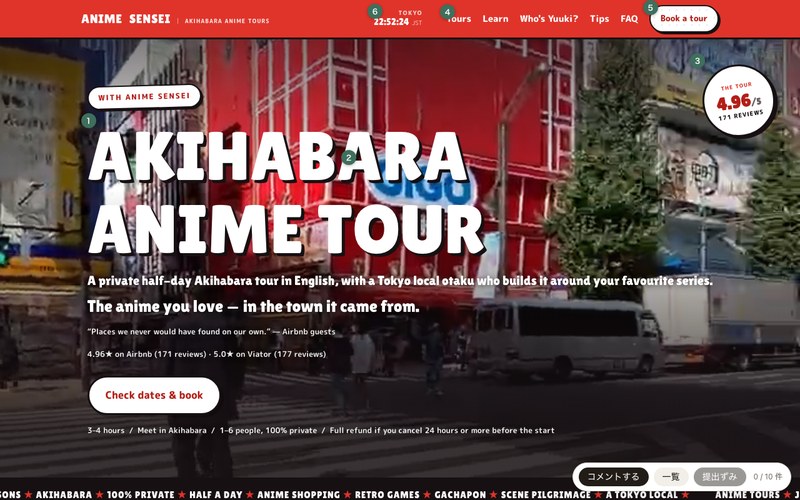 ANIME SENSEI | AKIHABARA ANIME TOURS
6
TOKYO
22:52:24 JST
4
Tours Learn Who's Yuuki? Tips FAQ
5
Book a tour
3
THE TOUR
4.96/5
171 REVIEWS
WITH ANIME SENSEI
1
AKIHABARA
2
GiGO
ANIME TOUR
A private half-day Akihabara tour in English, with a Tokyo local otaku who builds it around your favourite series.
The anime you love — in the town it came from.
"Places we never would have found on our own." — Airbnb guests
4.96★ on Airbnb (171 reviews) · 5.0★ on Viator (177 reviews)
Check dates & book
3-4 hours / Meet in Akihabara / 1-6 people, 100% private / Full refund if you cancel 24 hours or more before the start
コメントする 一覧 提出ずみ 0 / 10 件
SONS ★ AKIHABARA ★ 100% PRIVATE ★ HALF A DAY ★ ANIME SHOPPING ★ RETRO GAMES ★ GACHAPON ★ SCENE PILGRIMAGE ★ A TOKYO LOCAL ★ ANIME TOURS ★